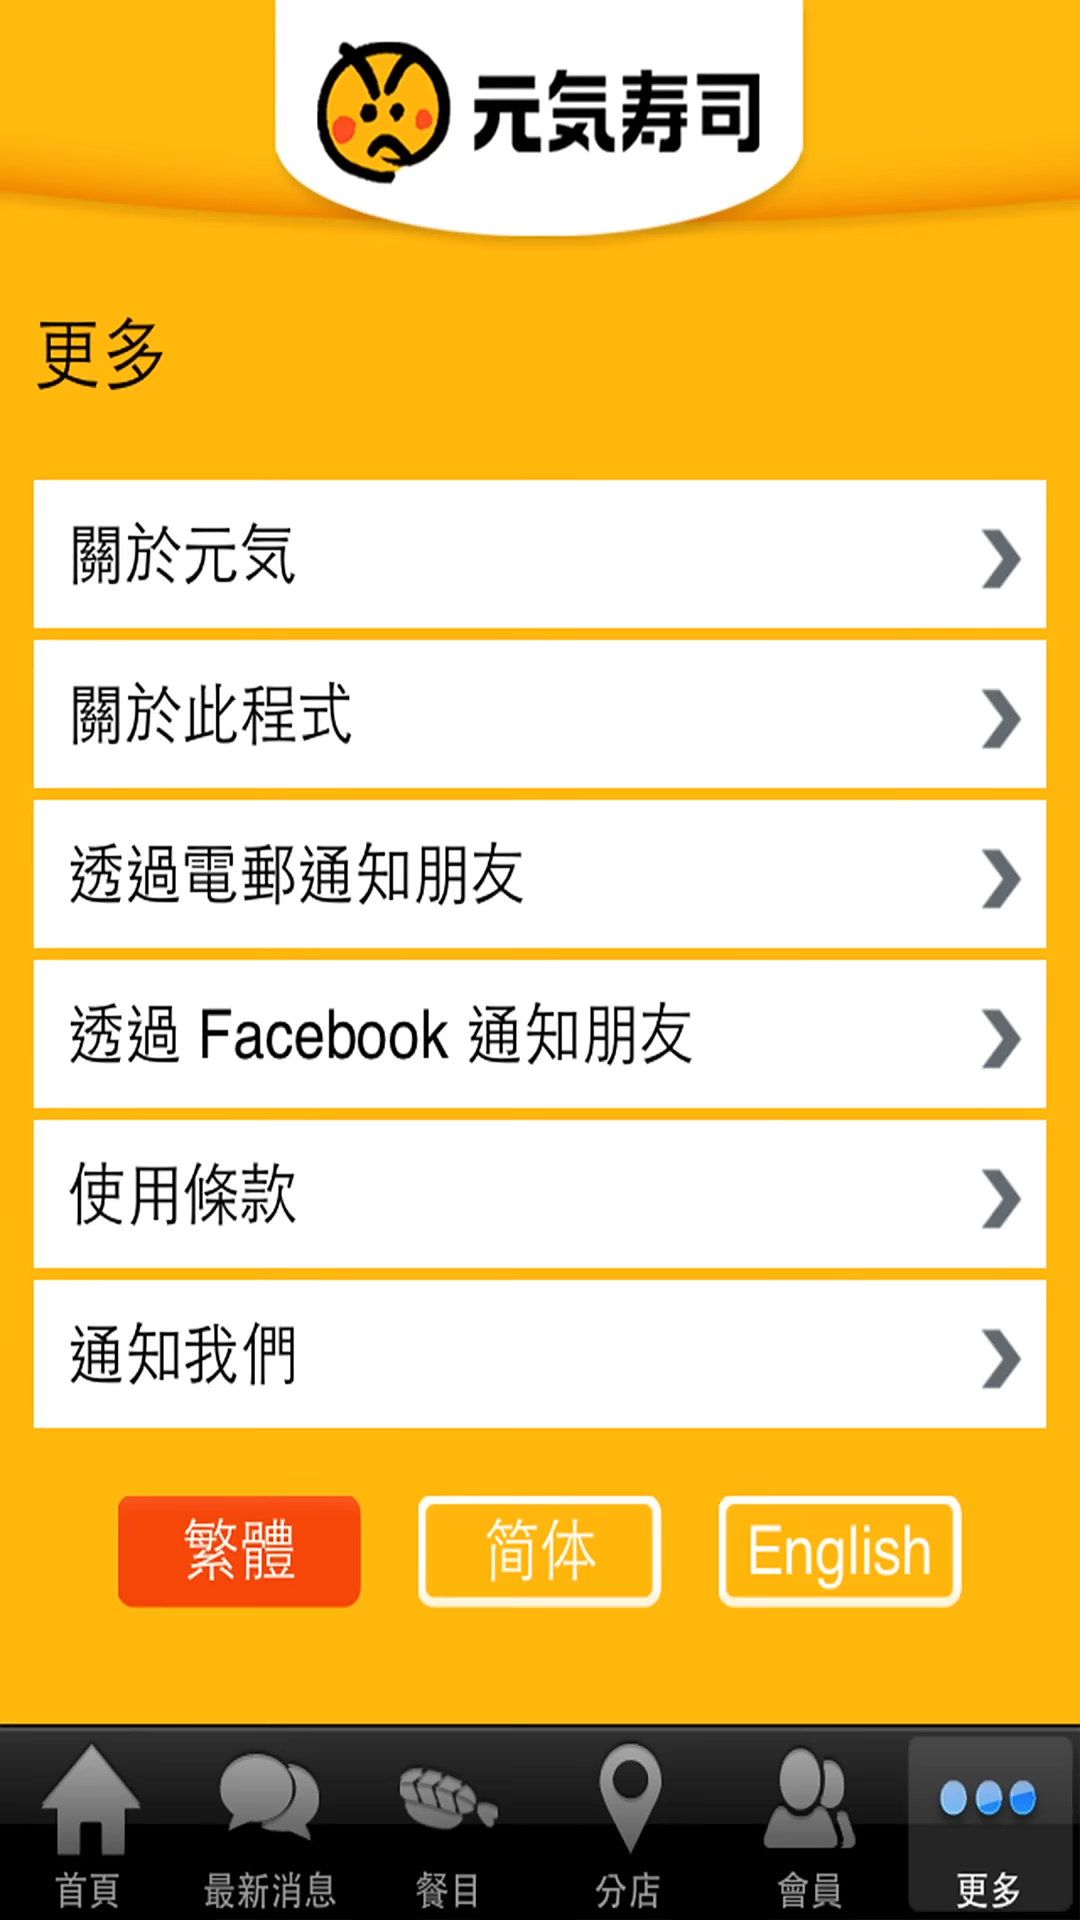 元気寿司
更多
關於元気
關於此程式
透過電郵通知朋友
透過 Facebook 通知朋友
使用條款
通知我們
繁體
简体
English
首頁
最新消息
餐目
分店
會員
更多